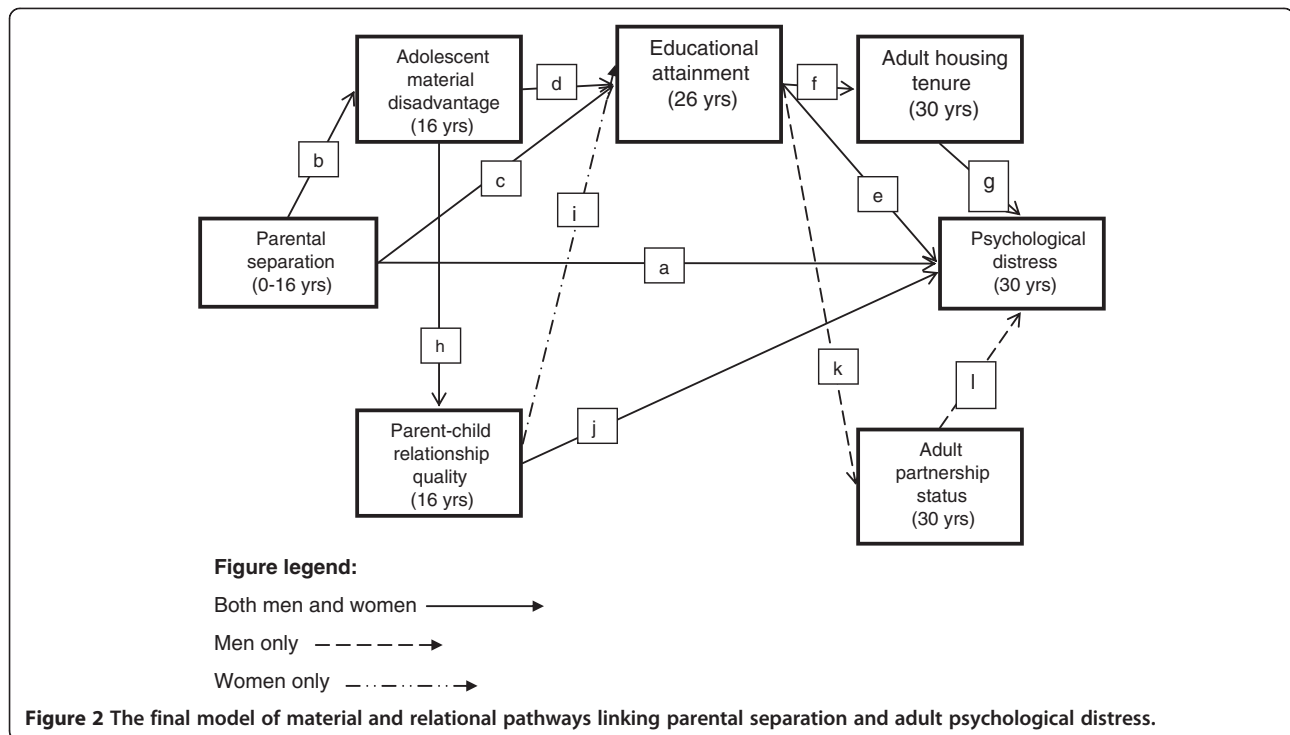 Adolescent
material
disadvantage
(16 yrs)
Educational
attainment
(26 yrs)
Adult housing
tenure
(30 yrs)
d
f
b
c
i
e
g
Parental
separation
(0-16 yrs)
a
Psychological
distress
(30 yrs)
h
k
l
Parent-child
relationship
quality
(16 yrs)
j
Adult
partnership
status
(30 yrs)
Figure legend:
Both men and women
Men only
Women only
Figure 2 The final model of material and relational pathways linking parental separation and adult psychological distress.